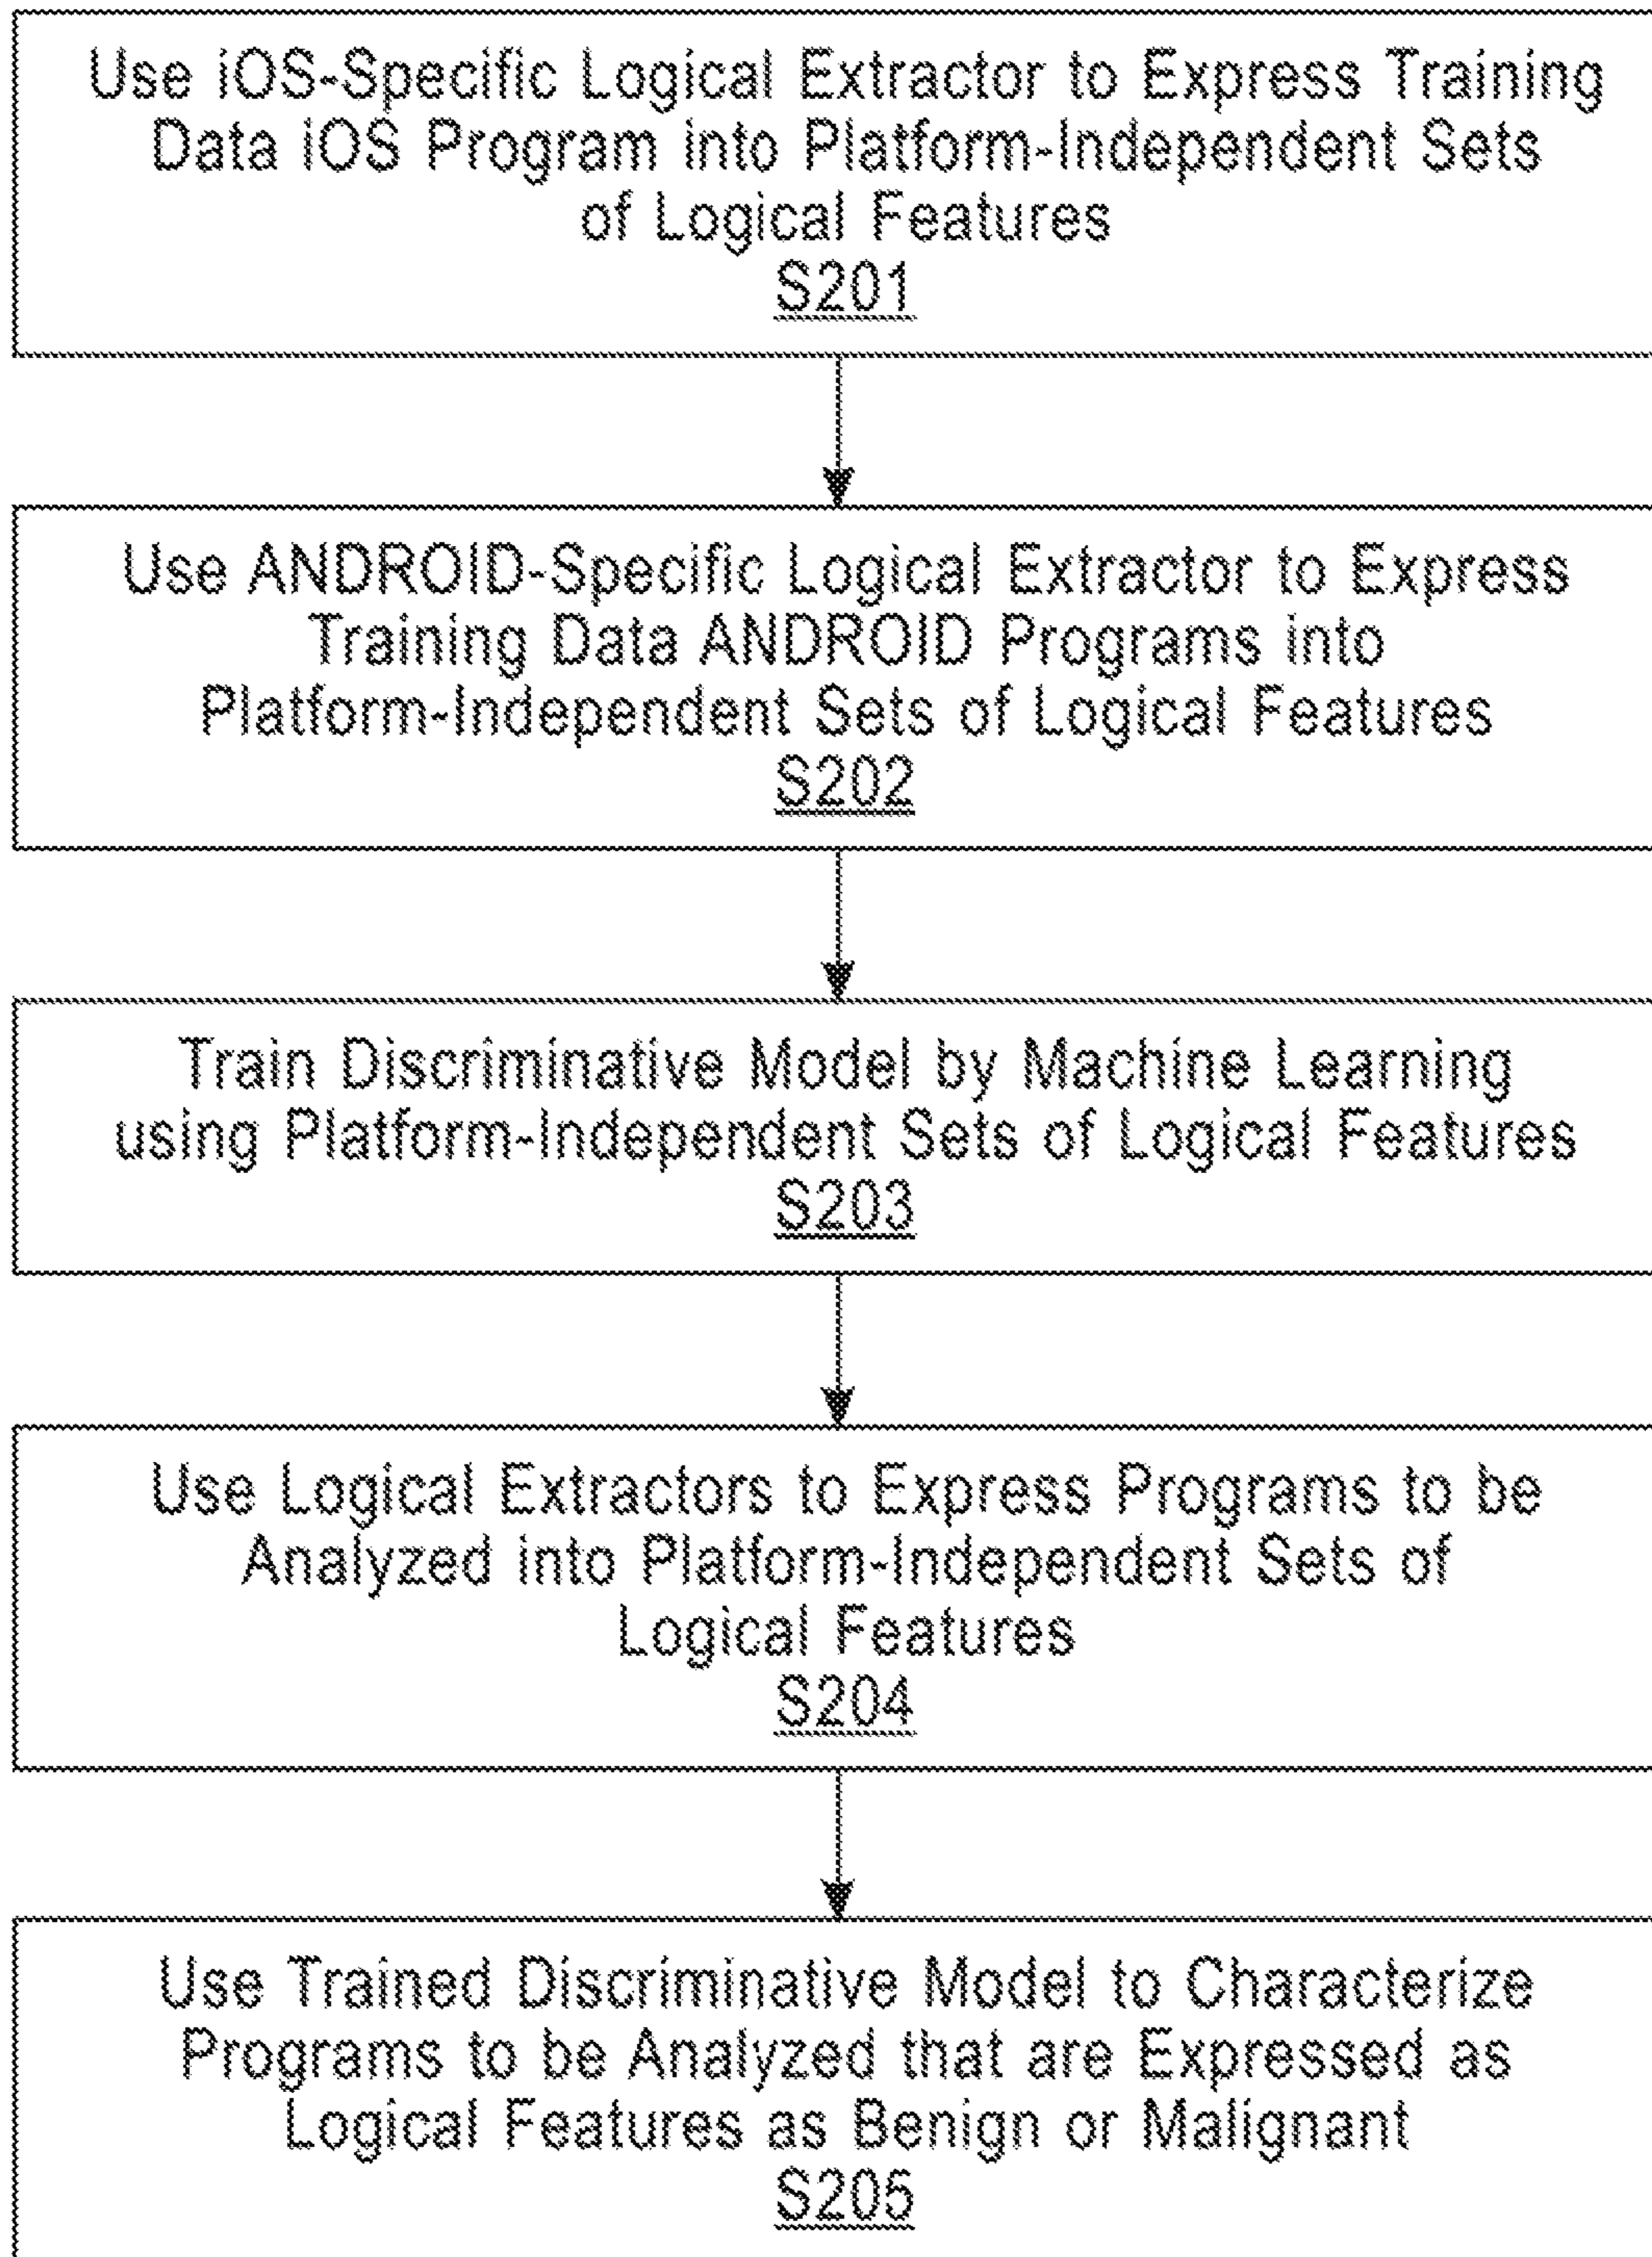 Use iOS-Specific Logical Extractor to Express Training
Data iOS Program into Platform-Independent Sets
of Logical Features
S201
Use ANDROID-Specific Logical Extractor to Express
Training Data ANDROID Programs into
Platform-Independent Sets of Logical Features
S202
Train Discriminative Model by Machine Learning
using Platform-Independent Sets of Logical Features
S203
Use Logical Extractors to Express Programs to be
Analyzed into Platform-Independent Sets of
Logical Features
S204
Use Trained Discriminative Model to Characterize
Programs to be Analyzed that are Expressed as
Logical Features as Benign or Malignant
S205